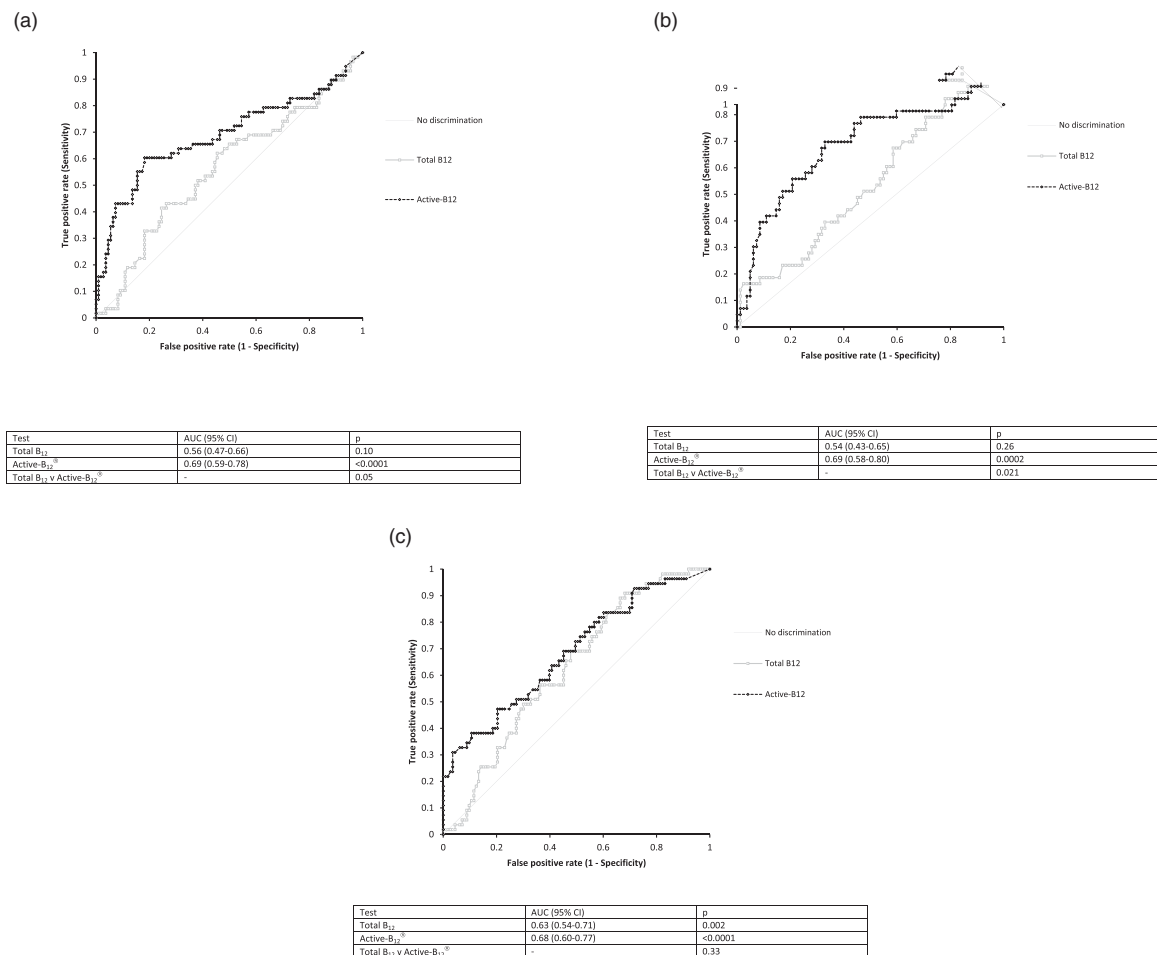 (a)
1
0.9
0.8
0.7
0.6
0.5
0.4
0.3
0.2
0.1
0
True positive rate (Sensitivity)
0 0.2 0.4 0.6 0.8 1
False positive rate (1 - Specificity)
No discrimination
Total B12
Active-B12
Test AUC (95% CI) p
Total B12 0.56 (0.47-0.66) 0.10
Active-B12® 0.69 (0.59-0.78) <0.0001
Total B12 v Active-B12® - 0.05
(b)
0.9
1
0.8
0.7
0.6
0.5
0.4
0.3
0.2
0.1
0
True positive rate (Sensitivity)
0 0.2 0.4 0.6 0.8 1
False positive rate (1 - Specificity)
No discrimination
Total B12
Active-B12
Test AUC (95% CI) p
Total B12 0.54 (0.43-0.65) 0.26
Active-B12® 0.69 (0.58-0.80) 0.0002
Total B12 v Active-B12® - 0.021
(c)
1
0.9
0.8
0.7
0.6
0.5
0.4
0.3
0.2
0.1
0
True positive rate (Sensitivity)
0 0.2 0.4 0.6 0.8 1
False positive rate (1 - Specificity)
No discrimination
Total B12
Active-B12
Test AUC (95% CI) p
Total B12 0.63 (0.54-0.71) 0.002
Active-B12® 0.68 (0.60-0.77) <0.0001
Total B12 v Active-B12® - 0.33